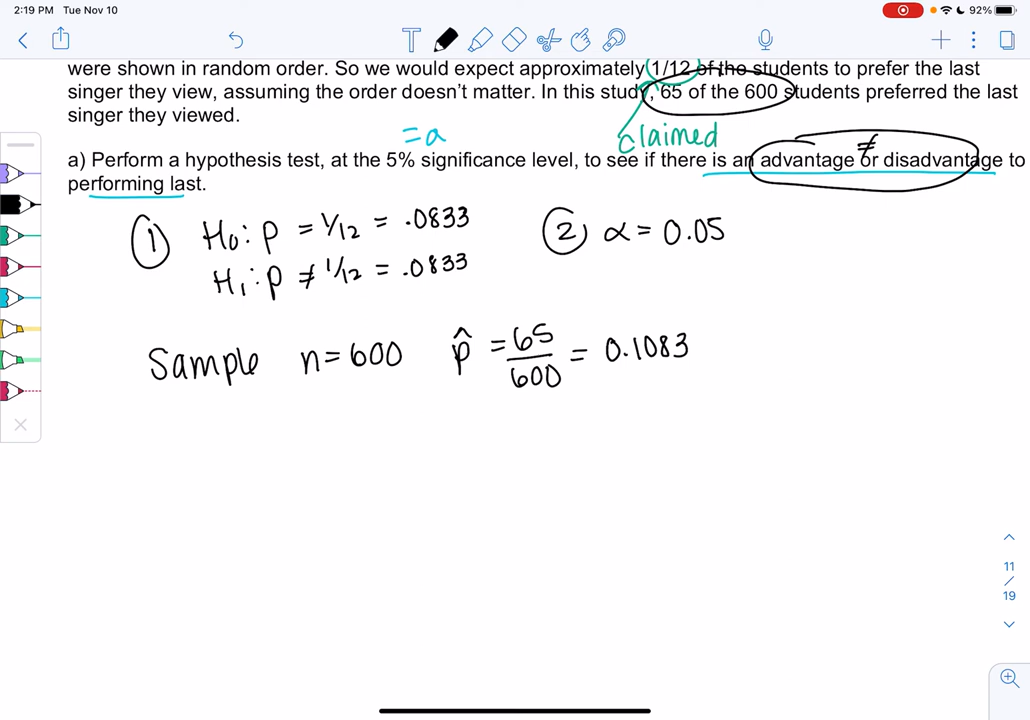 2:19 PM Tue Nov 10
92%
T
were shown in random order. So we would expect approximately 1/12 of the students to prefer the last
singer they view, assuming the order doesn't matter. In this study, 65 of the 600 students preferred the last
singer they viewed.
= a
claimed
≠
a) Perform a hypothesis test, at the 5% significance level, to see if there is an advantage or disadvantage to
performing last.
① H₀: p = 1/12 = .0833
② α = 0.05
H₁: p ≠ 1/12 = .0833
Sample n = 600 p̂ = 65/600 = 0.1083
11
/
19